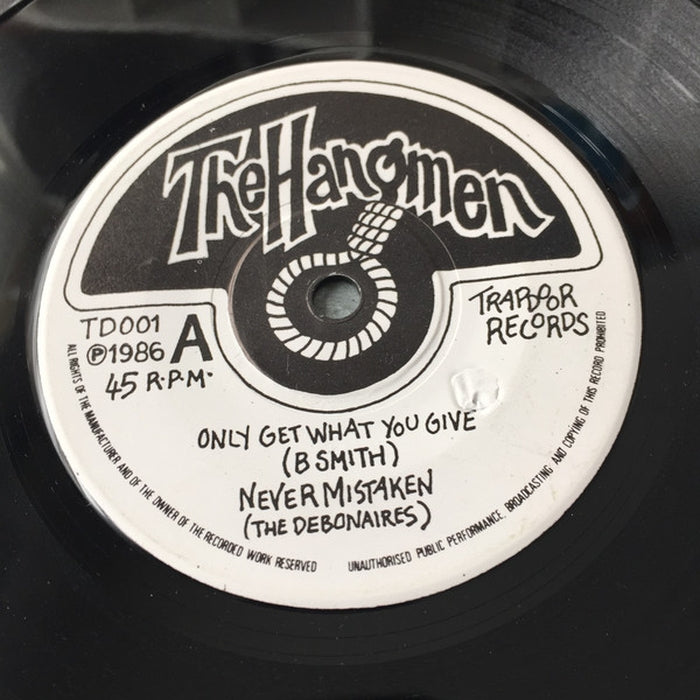 The Hangmen
TD001
℗1986 A
45 R.P.M.
TRAPDOOR
RECORDS
ONLY GET WHAT YOU GIVE
(B SMITH)
NEVER MISTAKEN
(THE DEBONAIRES)
ALL RIGHTS OF THE MANUFACTURER AND OF THE OWNER OF THE RECORDED WORK RESERVED
UNAUTHORISED PUBLIC PERFORMANCE, BROADCASTING AND COPYING OF THIS RECORD PROHIBITED